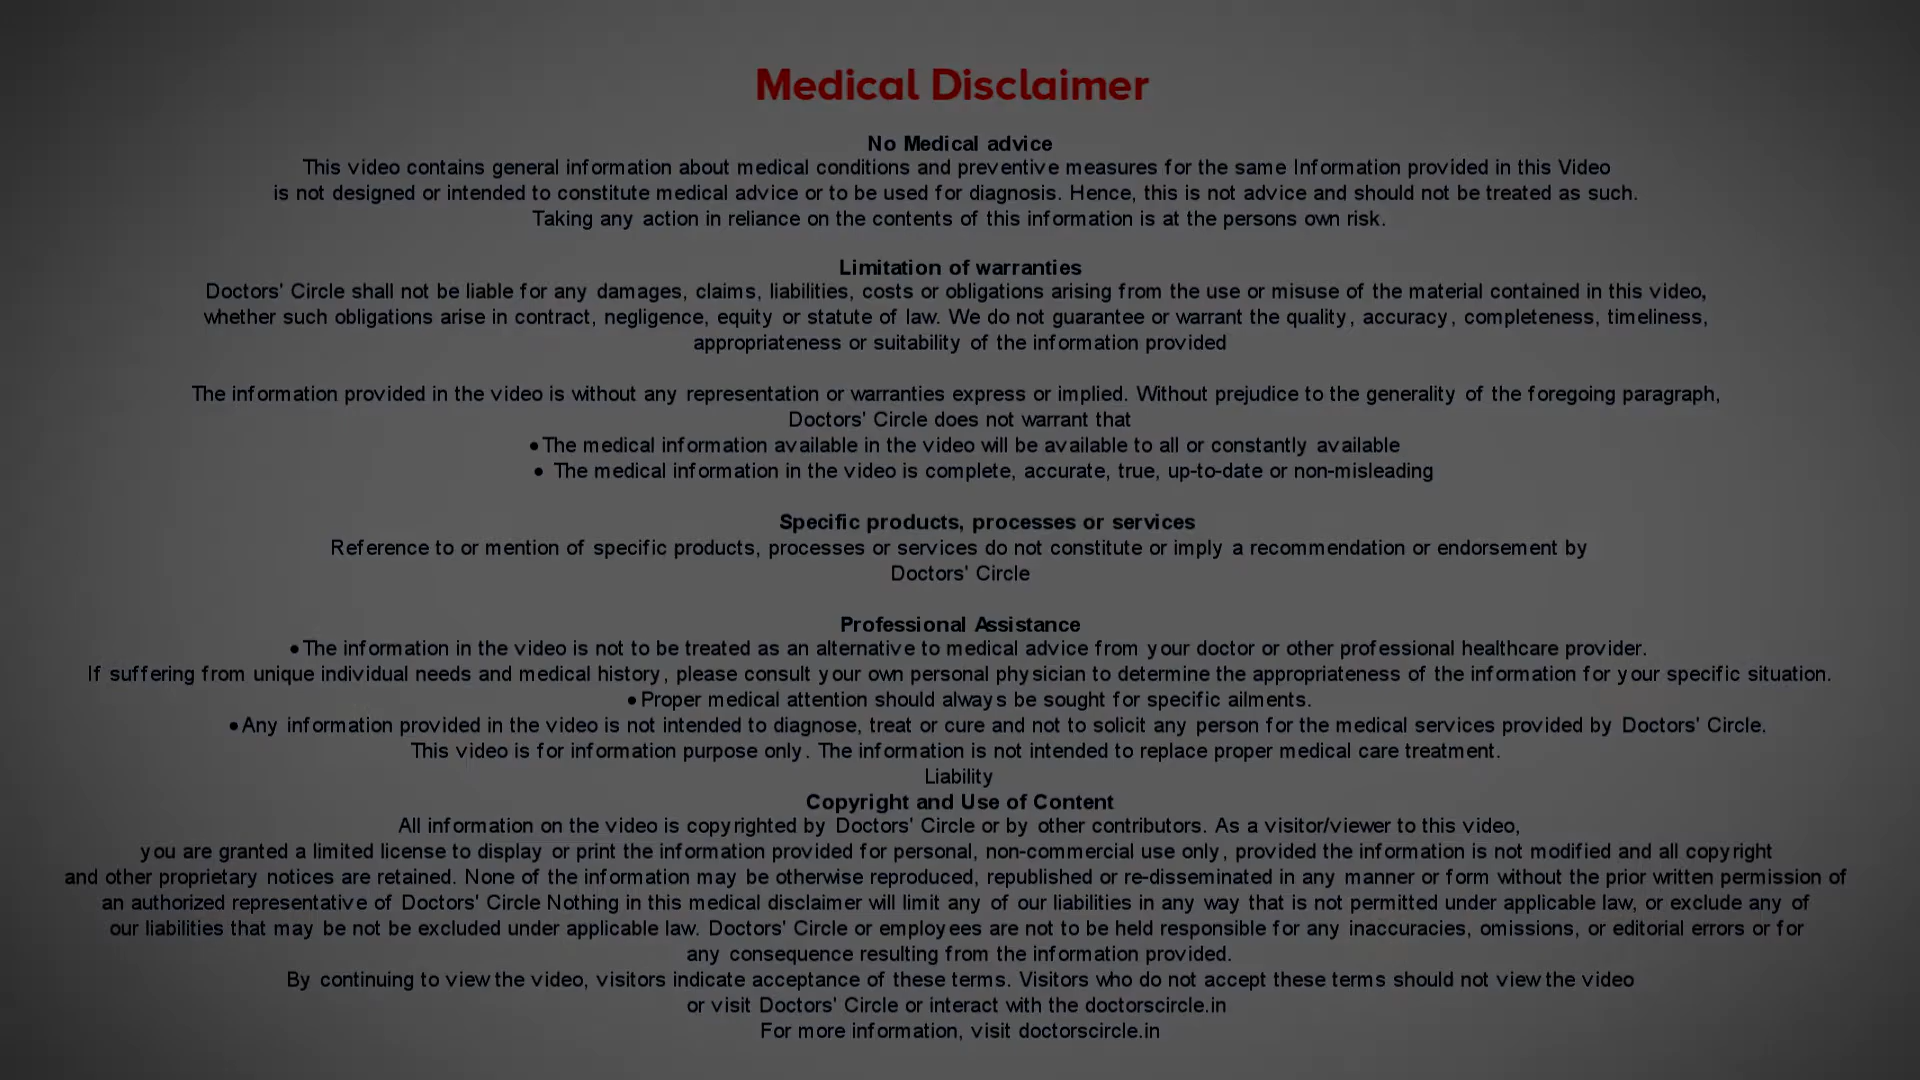 Medical Disclaimer
No Medical advice
This video contains general information about medical conditions and preventive measures for the same Information provided in this Video
is not designed or intended to constitute medical advice or to be used for diagnosis. Hence, this is not advice and should not be treated as such.
Taking any action in reliance on the contents of this information is at the persons own risk.
Limitation of warranties
Doctors' Circle shall not be liable for any damages, claims, liabilities, costs or obligations arising from the use or misuse of the material contained in this video,
whether such obligations arise in contract, negligence, equity or statute of law. We do not guarantee or warrant the quality, accuracy, completeness, timeliness,
appropriateness or suitability of the information provided
The information provided in the video is without any representation or warranties express or implied. Without prejudice to the generality of the foregoing paragraph,
Doctors' Circle does not warrant that
• The medical information available in the video will be available to all or constantly available
• The medical information in the video is complete, accurate, true, up-to-date or non-misleading
Specific products, processes or services
Reference to or mention of specific products, processes or services do not constitute or imply a recommendation or endorsement by
Doctors' Circle
Professional Assistance
• The information in the video is not to be treated as an alternative to medical advice from your doctor or other professional healthcare provider.
If suffering from unique individual needs and medical history, please consult your own personal physician to determine the appropriateness of the information for your specific situation.
• Proper medical attention should always be sought for specific ailments.
• Any information provided in the video is not intended to diagnose, treat or cure and not to solicit any person for the medical services provided by Doctors' Circle.
This video is for information purpose only. The information is not intended to replace proper medical care treatment.
Liability
Copyright and Use of Content
All information on the video is copyrighted by Doctors' Circle or by other contributors. As a visitor/viewer to this video,
you are granted a limited license to display or print the information provided for personal, non-commercial use only, provided the information is not modified and all copyright
and other proprietary notices are retained. None of the information may be otherwise reproduced, republished or re-disseminated in any manner or form without the prior written permission of
an authorized representative of Doctors' Circle Nothing in this medical disclaimer will limit any of our liabilities in any way that is not permitted under applicable law, or exclude any of
our liabilities that may be not be excluded under applicable law. Doctors' Circle or employees are not to be held responsible for any inaccuracies, omissions, or editorial errors or for
any consequence resulting from the information provided.
By continuing to view the video, visitors indicate acceptance of these terms. Visitors who do not accept these terms should not view the video
or visit Doctors' Circle or interact with the doctorscircle.in
For more information, visit doctorscircle.in